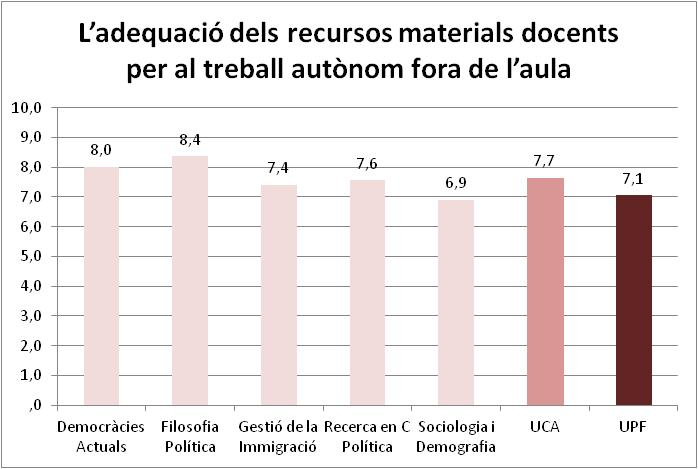 L’adequació dels recursos materials docents
per al treball autònom fora de l’aula
10,0
9,0
8,0
7,0
6,0
5,0
4,0
3,0
2,0
1,0
,0
8,0
8,4
7,4
7,6
6,9
7,7
7,1
Democràcies
Actuals
Filosofia
Política
Gestió de la
Immigració
Recerca en C
Política
Sociologia i
Demografia
UCA
UPF